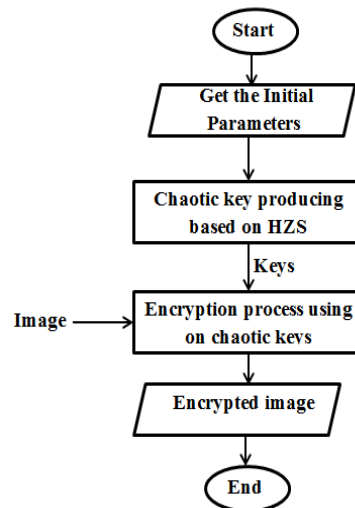 Start
Get the Initial
Parameters
Chaotic key producing
based on HZS
Keys
Image
Encryption process using
on chaotic kevs
Encrypted image
End